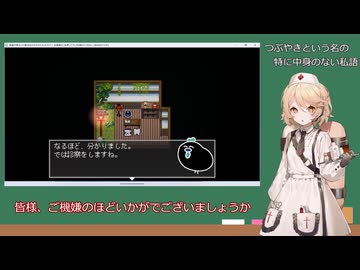 つぶやきという名の
特に中身のない私語
なるほど、分かりました。
では診察をしますね。
皆様、ご機嫌のほどいかがでございましょうか